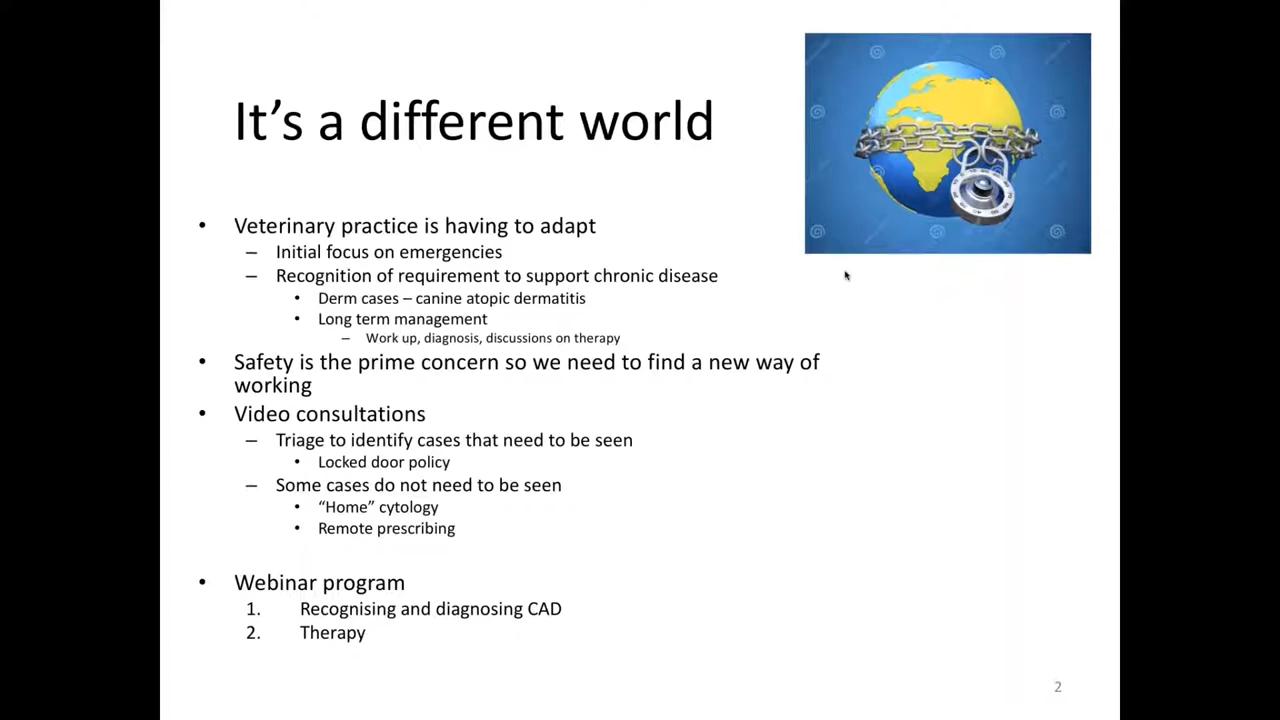 It's a different world
• Veterinary practice is having to adapt
– Initial focus on emergencies
– Recognition of requirement to support chronic disease
• Derm cases – canine atopic dermatitis
• Long term management
– Work up, diagnosis, discussions on therapy
• Safety is the prime concern so we need to find a new way of
working
• Video consultations
– Triage to identify cases that need to be seen
• Locked door policy
– Some cases do not need to be seen
• “Home” cytology
• Remote prescribing
• Webinar program
1. Recognising and diagnosing CAD
2. Therapy
2